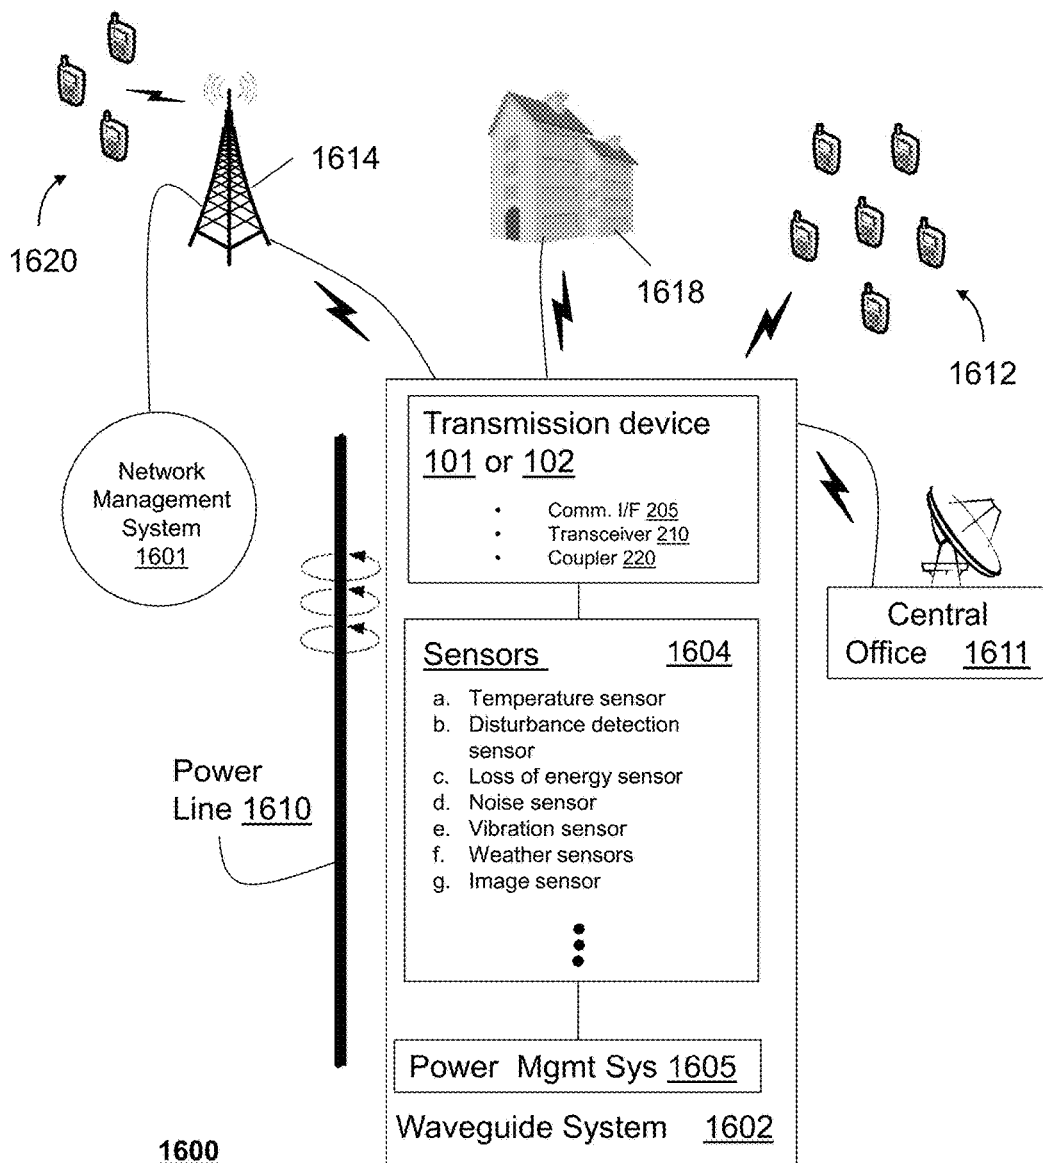 1614
1620
1618
1612
Network
Management
System
1601
Transmission device
101 or 102
• Comm. I/F 205
• Transceiver 210
• Coupler 220
Central
Office 1611
Sensors 1604
a. Temperature sensor
b. Disturbance detection
sensor
c. Loss of energy sensor
d. Noise sensor
e. Vibration sensor
f. Weather sensors
g. Image sensor
Power
Line 1610
Power Mgmt Sys 1605
Waveguide System 1602
1600